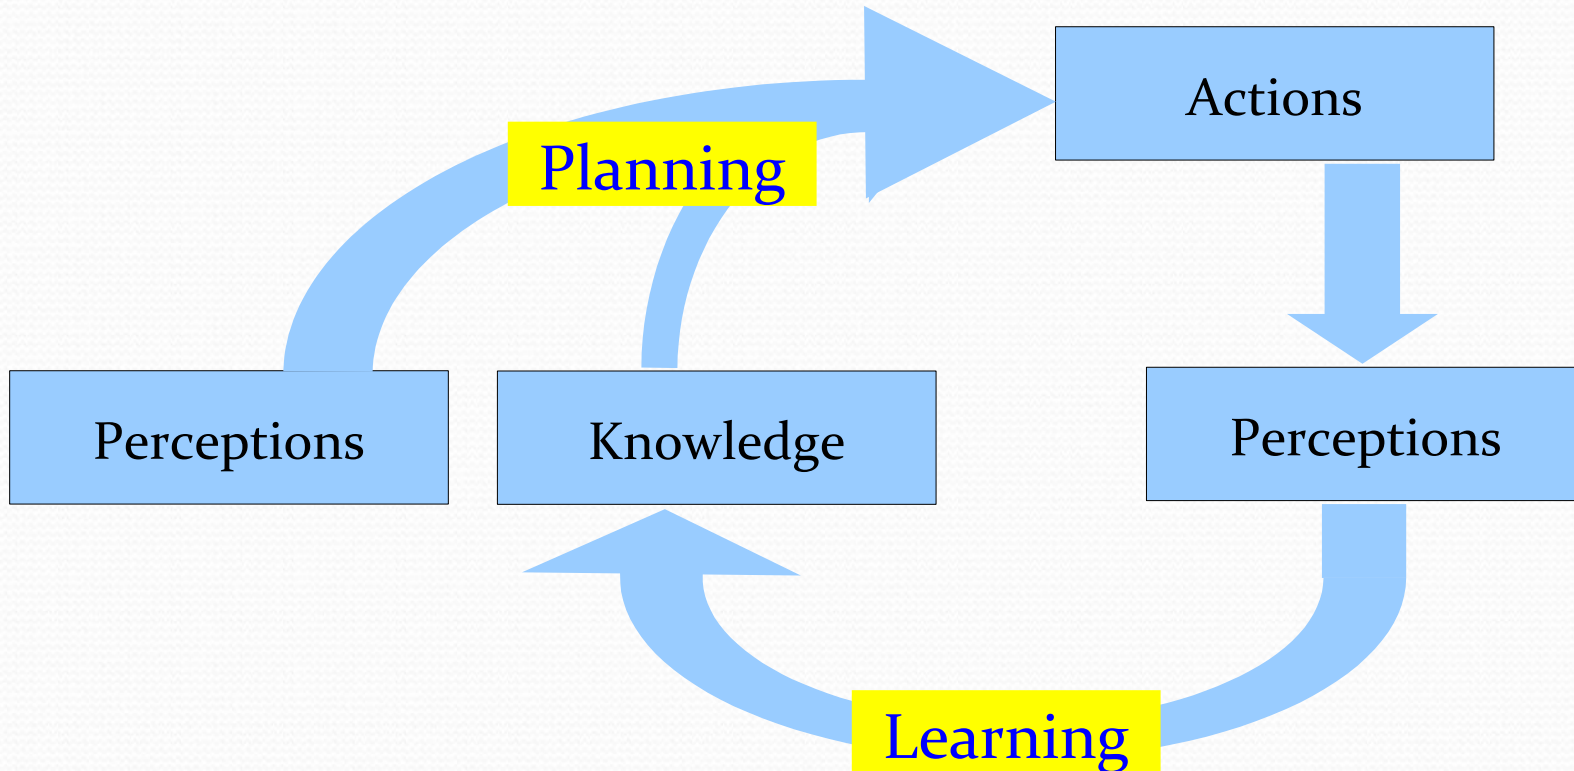 Actions
Planning
Perceptions
Knowledge
Perceptions
Learning